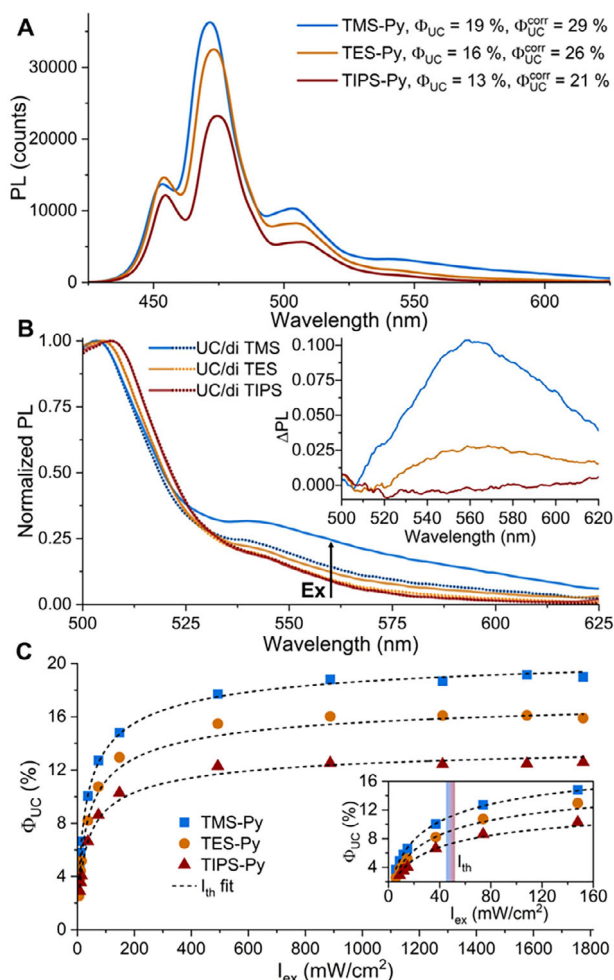 A
TMS-Py, Φ_UC = 19 %, Φ_UC^corr = 29 %
TES-Py, Φ_UC = 16 %, Φ_UC^corr = 26 %
TIPS-Py, Φ_UC = 13 %, Φ_UC^corr = 21 %
PL (counts)
30000
20000
10000
0
450 500 550 600
Wavelength (nm)
B
UC/di TMS
UC/di TES
UC/di TIPS
Normalized PL
1.00
0.75
0.50
0.25
0.00
Ex
500 525 550 575 600 625
Wavelength (nm)
ΔPL
0.100
0.075
0.050
0.025
0.000
500 520 540 560 580 600 620
Wavelength (nm)
C
Φ_UC (%)
20
16
12
8
4
0
TMS-Py
TES-Py
TIPS-Py
I_th fit
0 200 400 600 800 1000 1200 1400 1600 1800
I_ex (mW/cm²)
Φ_UC (%)
16
12
8
4
I_th
0 40 80 120 160
I_ex (mW/cm²)